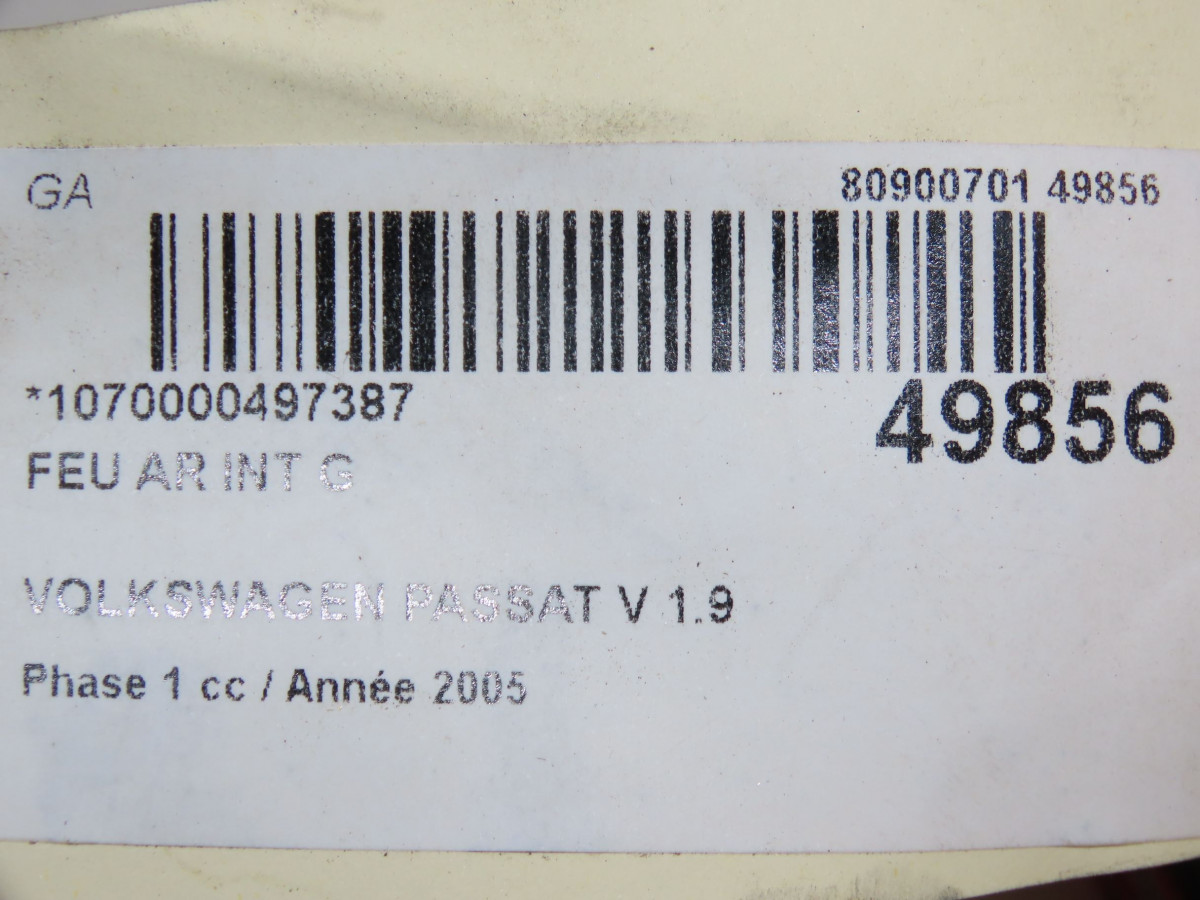 GA
80900701 49856
*1070000497387
49856
FEU AR INT G
VOLKSWAGEN PASSAT V 1.9
Phase 1 cc / Année 2005